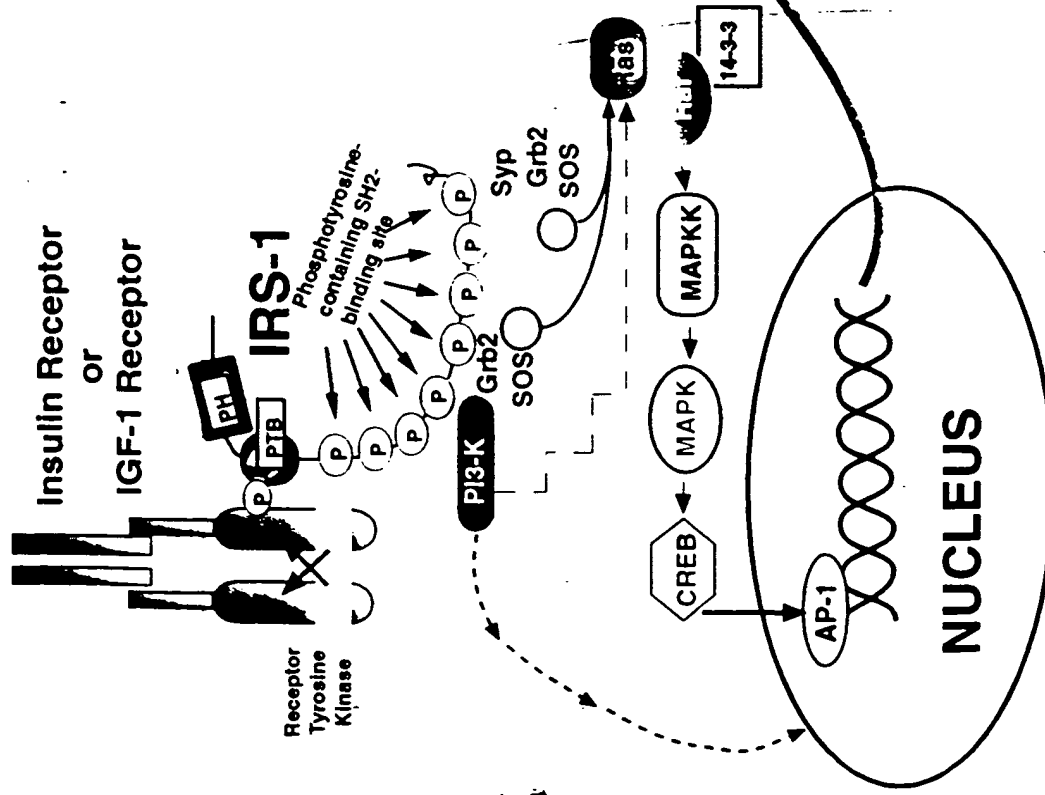 Insulin Receptor
or
IGF-1 Receptor
PH
PTB
P
IRS-1
Phosphotyrosine-
containing SH2-
binding site
P
P
P
P
P
P
P
P
Receptor
Tyrosine
Kinase
PI3-K
Grb2
SOS
Syp
Grb2
SOS
Ras
14-3-3
MAPKK
MAPK
CREB
AP-1
NUCLEUS